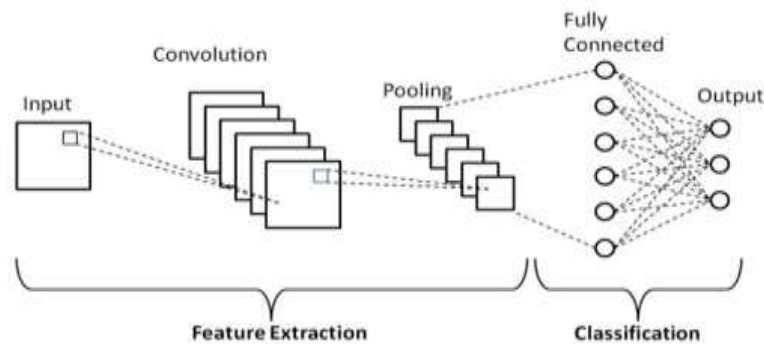 Input
Convolution
Pooling
Fully
Connected
Output
Feature Extraction
Classification